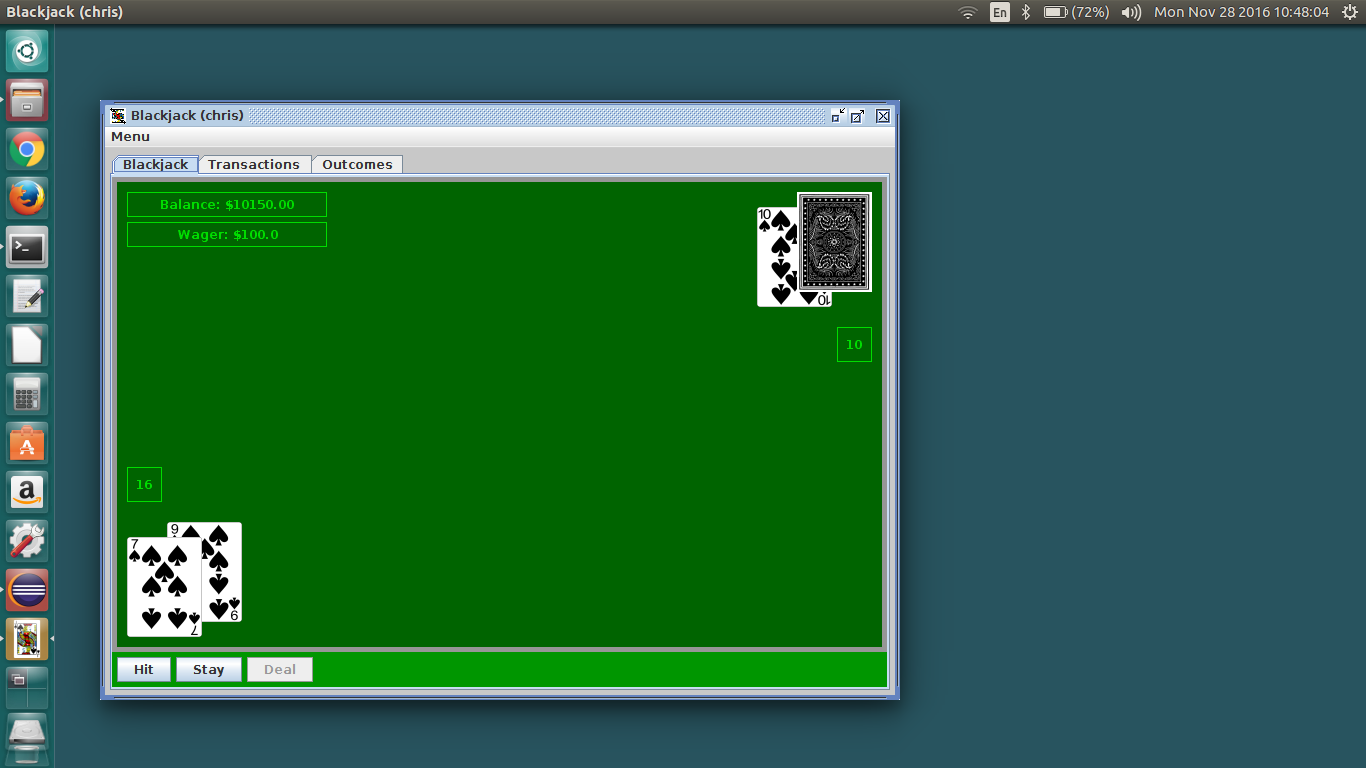 Blackjack (chris)
En
(72%)
Mon Nov 28 2016 10:48:04
Blackjack (chris)
Menu
Blackjack
Transactions
Outcomes
Balance: $10150.00
Wager: $100.0
10
10
10
16
9
9
7
7
Hit
Stay
Deal
>_
A
a